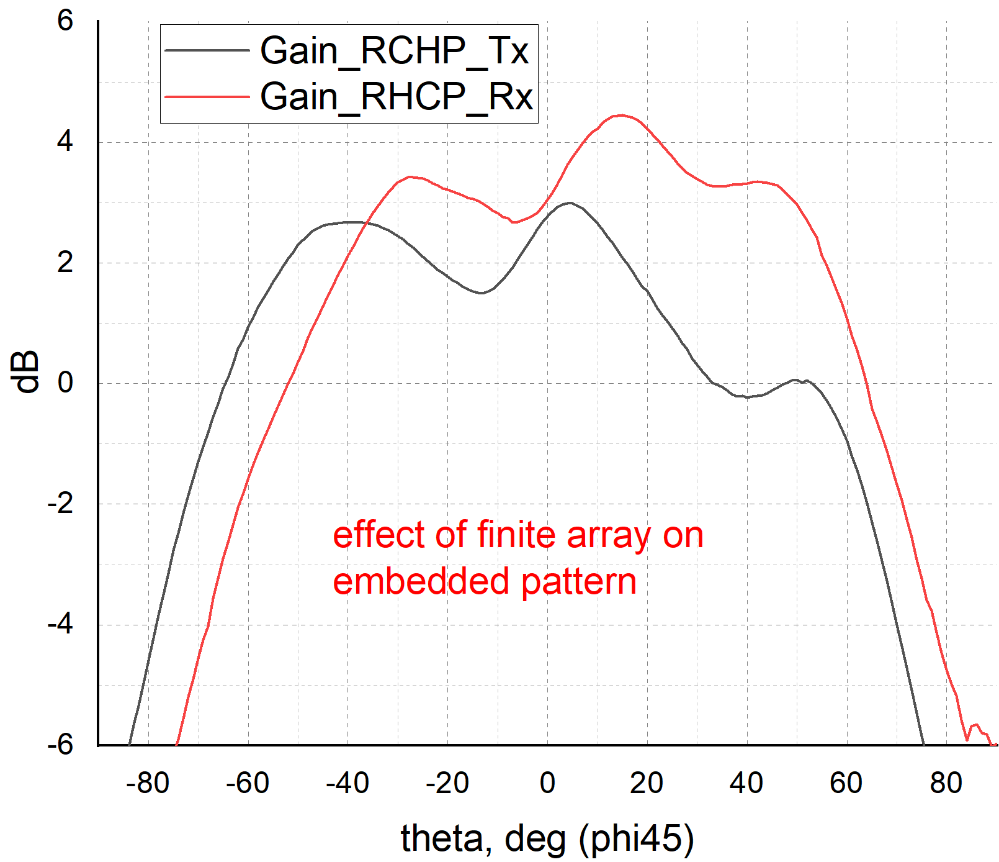 6
Gain_RCHP_Tx
Gain_RHCP_Rx
4
2
dB
0
-2
effect of finite array on
embedded pattern
-4
-6
-80 -60 -40 -20 0 20 40 60 80
theta, deg (phi45)